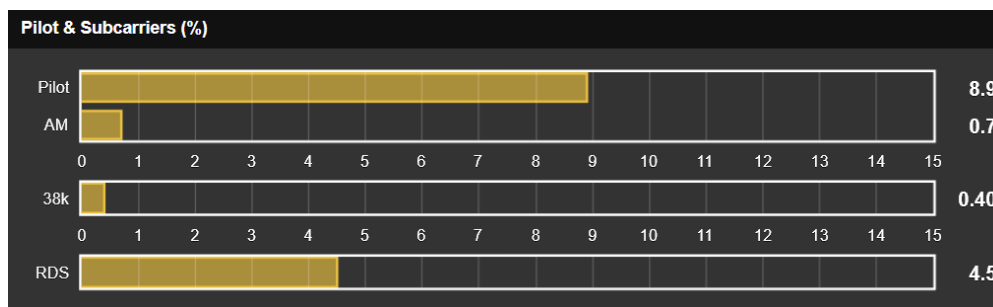 Pilot & Subcarriers (%)
Pilot 8.9
AM 0.7
0 1 2 3 4 5 6 7 8 9 10 11 12 13 14 15
38k 0.40
0 1 2 3 4 5 6 7 8 9 10 11 12 13 14 15
RDS 4.5